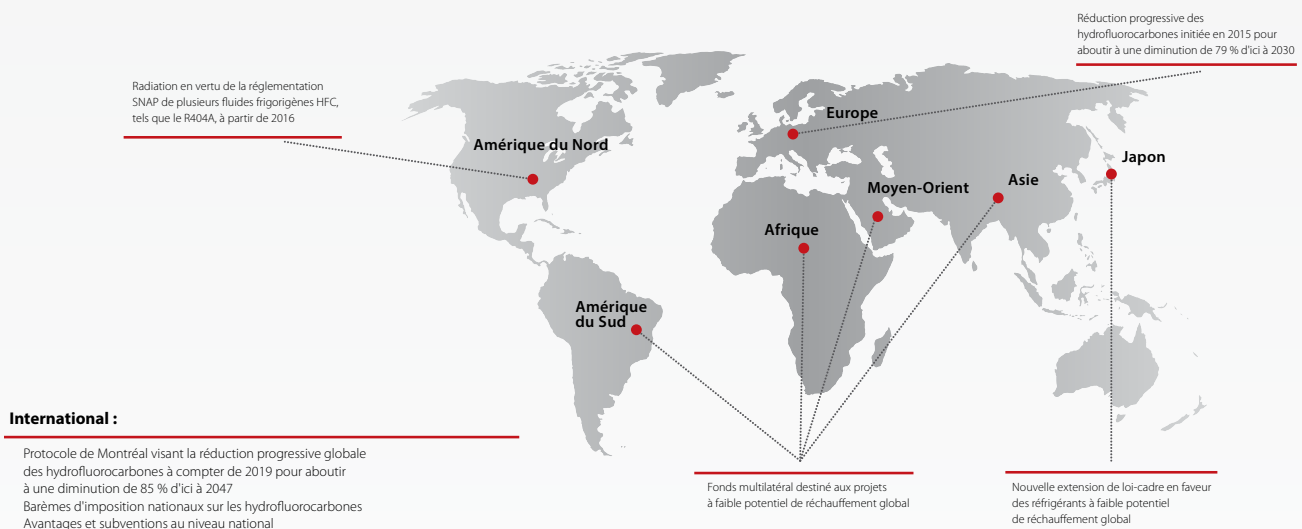 Réduction progressive des
hydrofluorocarbones initiée en 2015 pour
aboutir à une diminution de 79 % d'ici à 2030
Radiation en vertu de la réglementation
SNAP de plusieurs fluides frigorigènes HFC,
tels que le R404A, à partir de 2016
Europe
Amérique du Nord
Japon
Asie
Moyen-Orient
Afrique
Amérique
du Sud
International :
Protocole de Montréal visant la réduction progressive globale
des hydrofluorocarbones à compter de 2019 pour aboutir
à une diminution de 85 % d'ici à 2047
Barèmes d'imposition nationaux sur les hydrofluorocarbones
Avantages et subventions au niveau national
Fonds multilatéral destiné aux projets
à faible potentiel de réchauffement global
Nouvelle extension de loi-cadre en faveur
des réfrigérants à faible potentiel
de réchauffement global